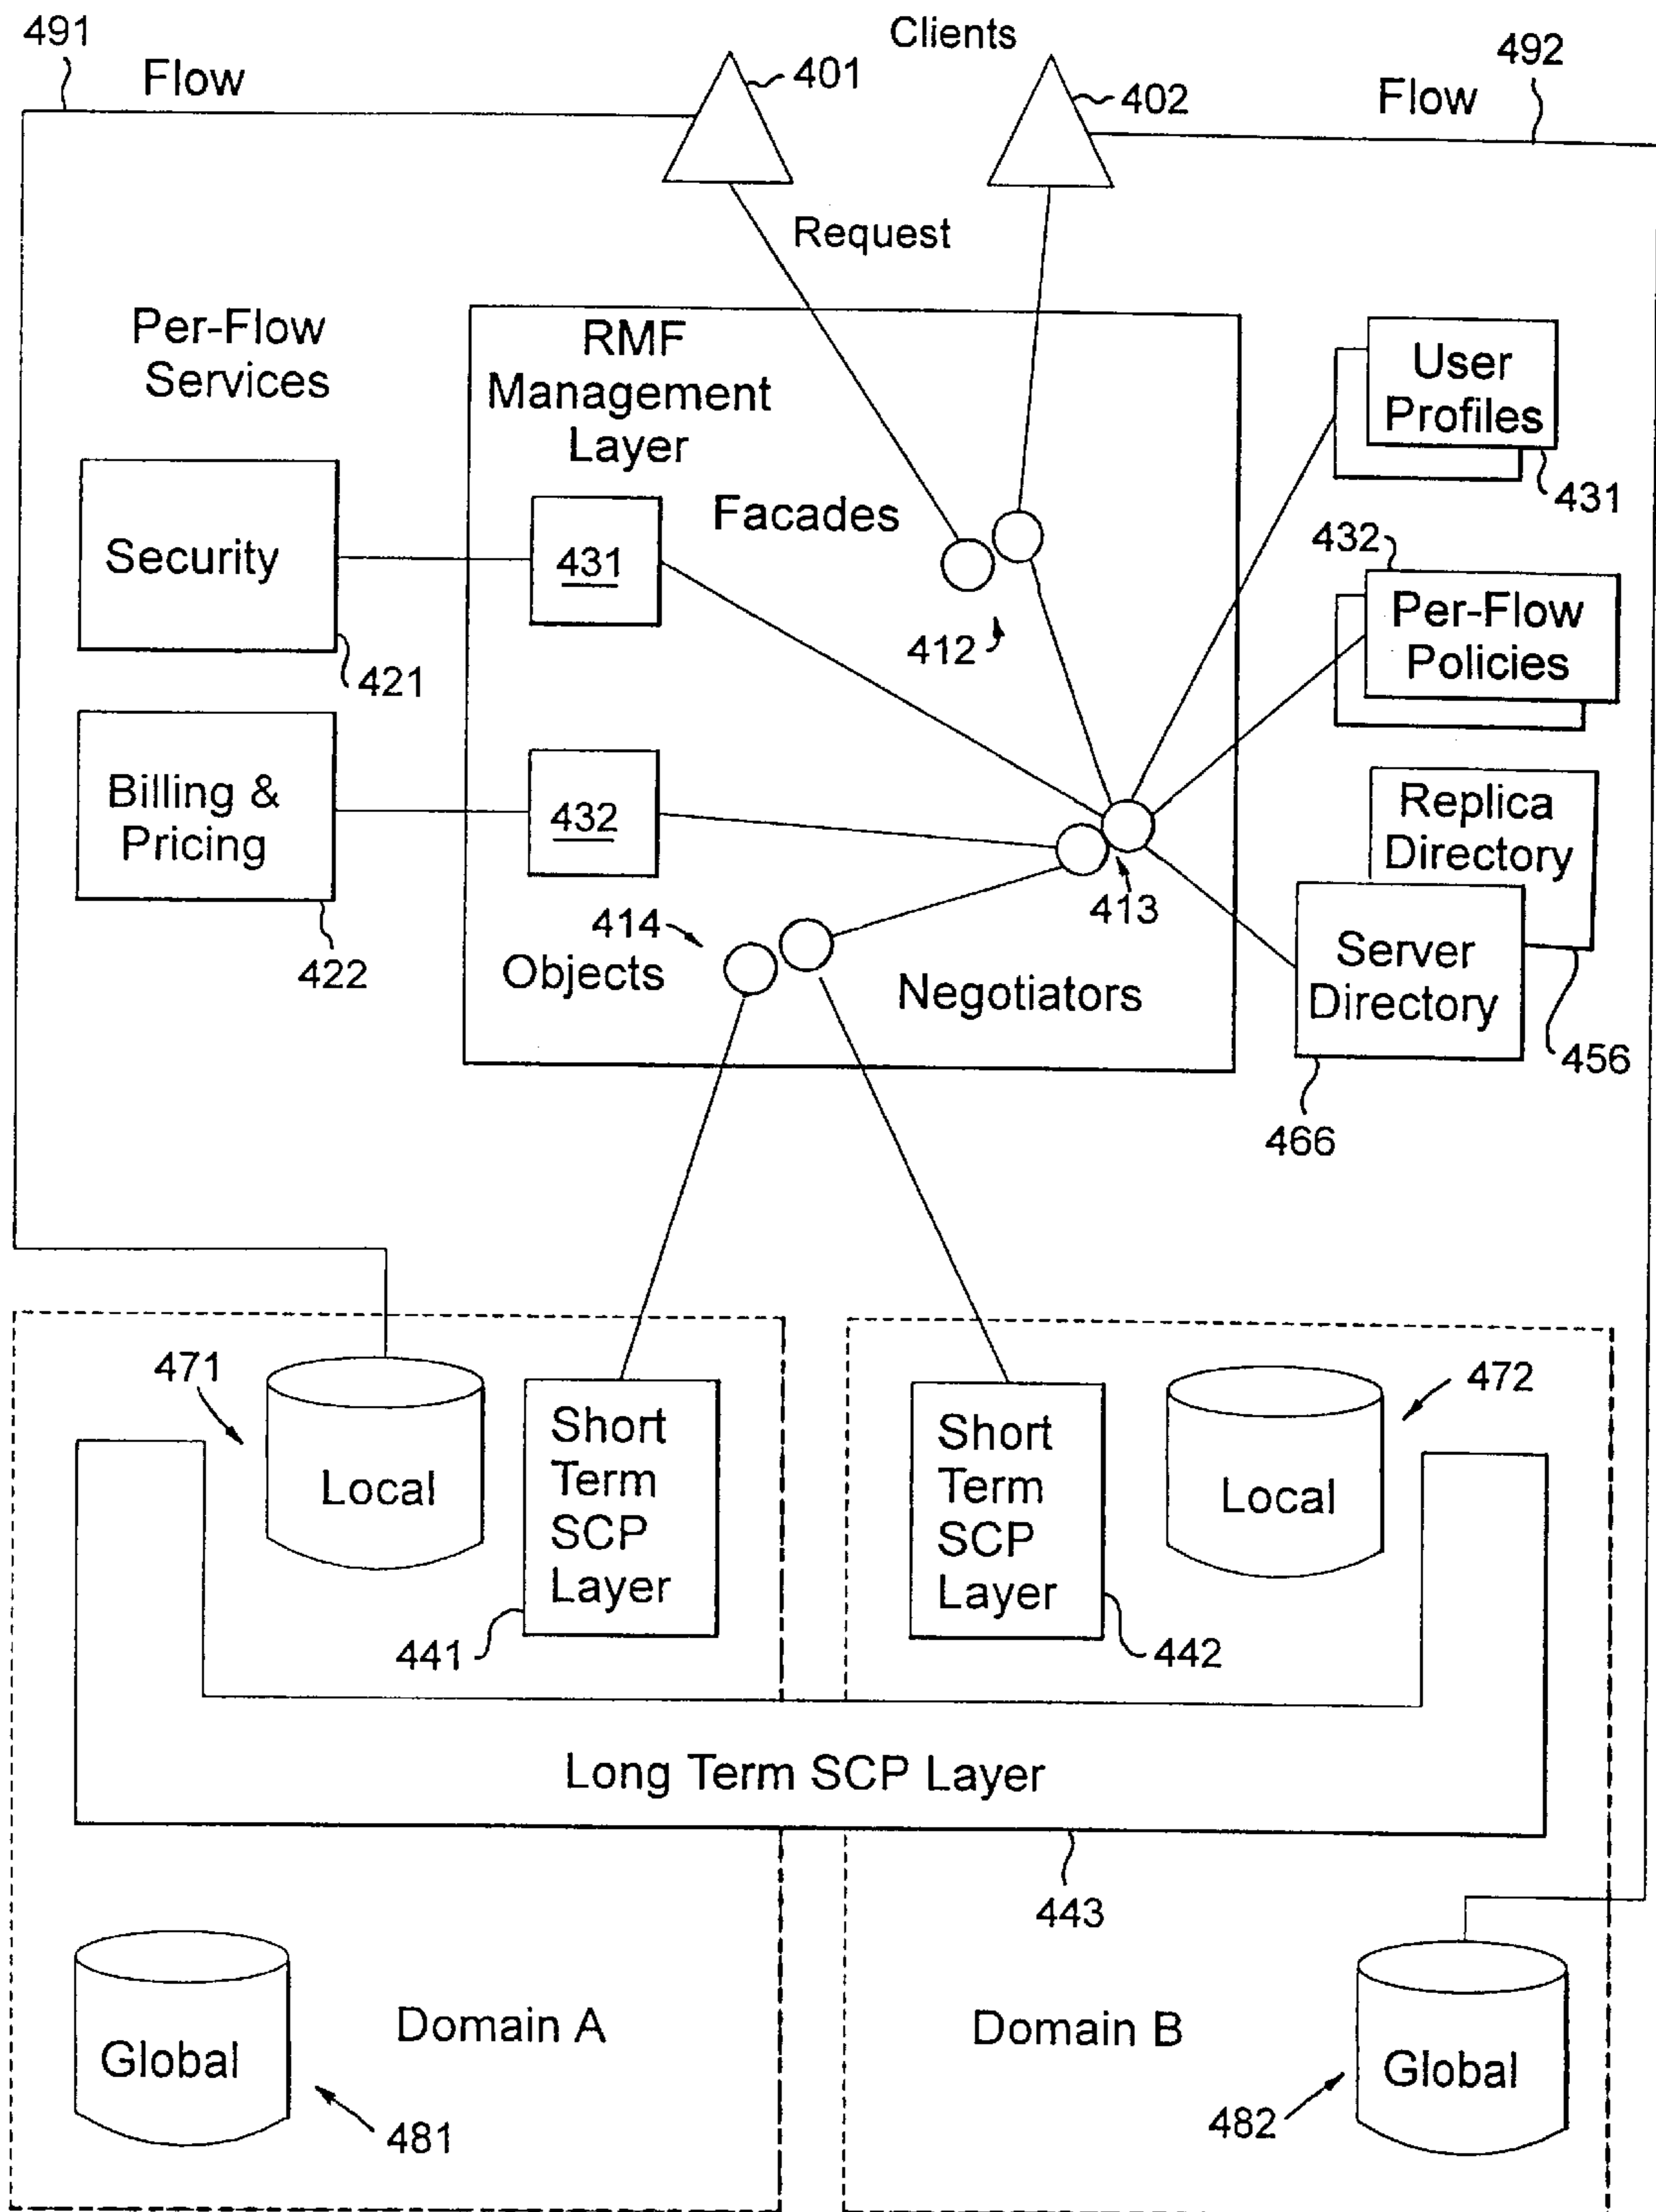 491
Flow
Clients
401
402
492
Flow
Request
Per-Flow
Services
RMF
Management
Layer
Facades
User
Profiles
431
Security
421
431
412
432
Per-Flow
Policies
Billing &
Pricing
422
432
413
Replica
Directory
456
414
Objects
Negotiators
Server
Directory
466
471
Local
Short
Term
SCP
Layer
441
Short
Term
SCP
Layer
442
Local
472
Long Term SCP Layer
443
Global
481
Domain A
Domain B
482
Global